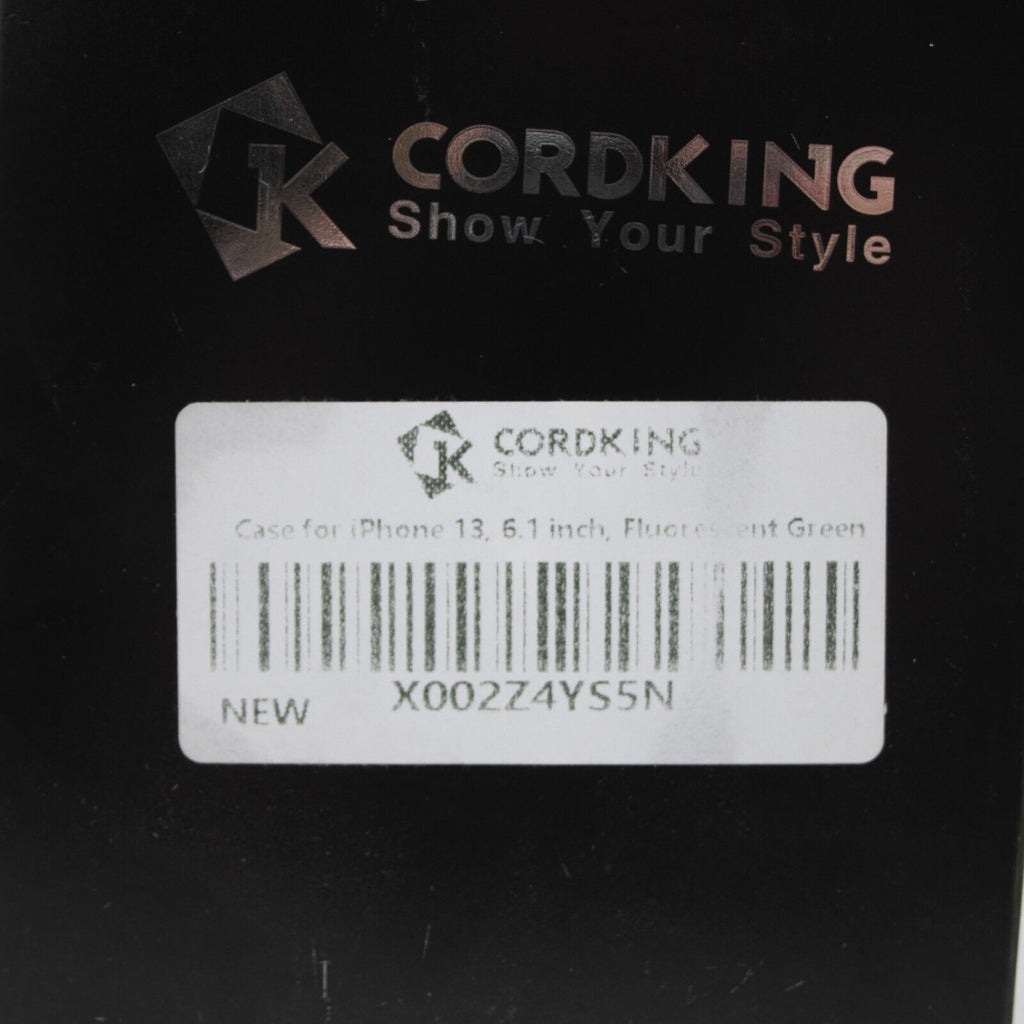 CORDKING
Show Your Style
CORDKING
Show Your Style
Case for iPhone 13, 6.1 inch, Fluorescent Green
X002Z4YS5N
NEW